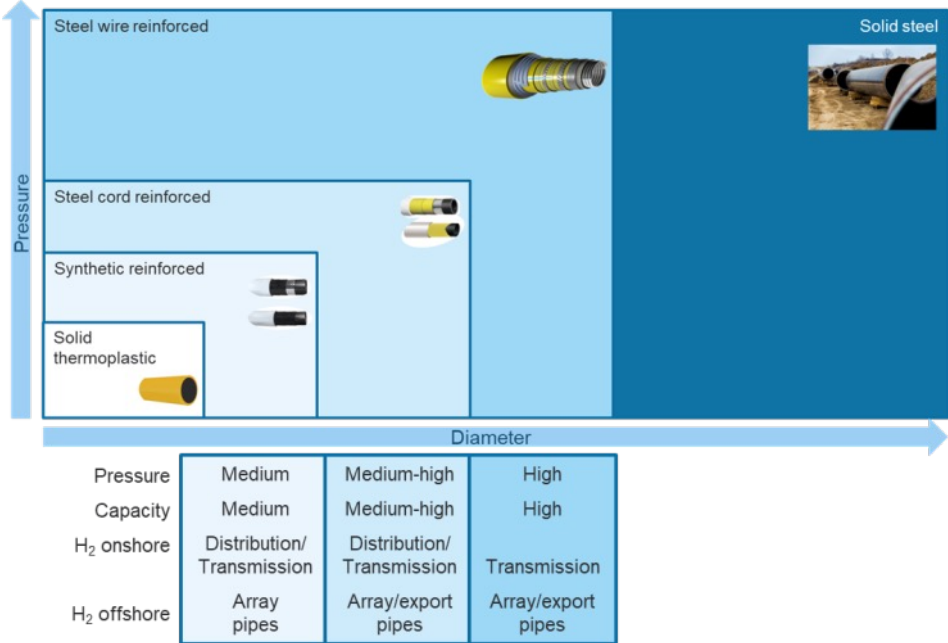 Steel wire reinforced
Solid steel
Steel cord reinforced
Synthetic reinforced
Solid
thermoplastic
Pressure
Diameter
Pressure Medium Medium-high High
Capacity Medium Medium-high High
H₂ onshore Distribution/ Distribution/
Transmission Transmission Transmission
Array Array/export Array/export
H₂ offshore
pipes pipes pipes